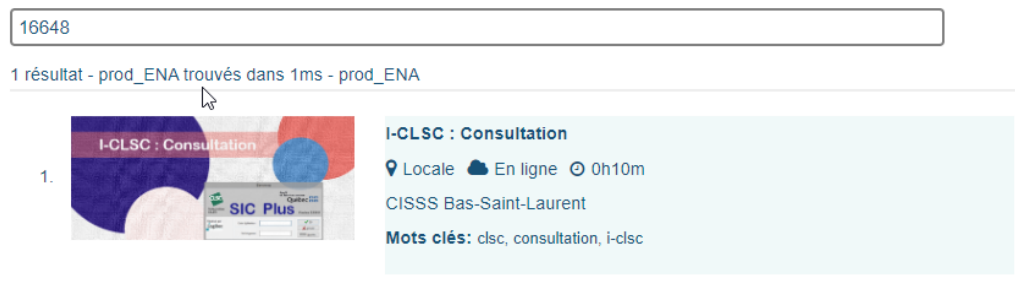 16648
1 résultat - prod_ENA trouvés dans 1ms - prod_ENA
1.
I-CLSC : Consultation
Québec
SIC Plus
I-CLSC : Consultation
Locale En ligne 0h10m
CISSS Bas-Saint-Laurent
Mots clés: clsc, consultation, i-clsc